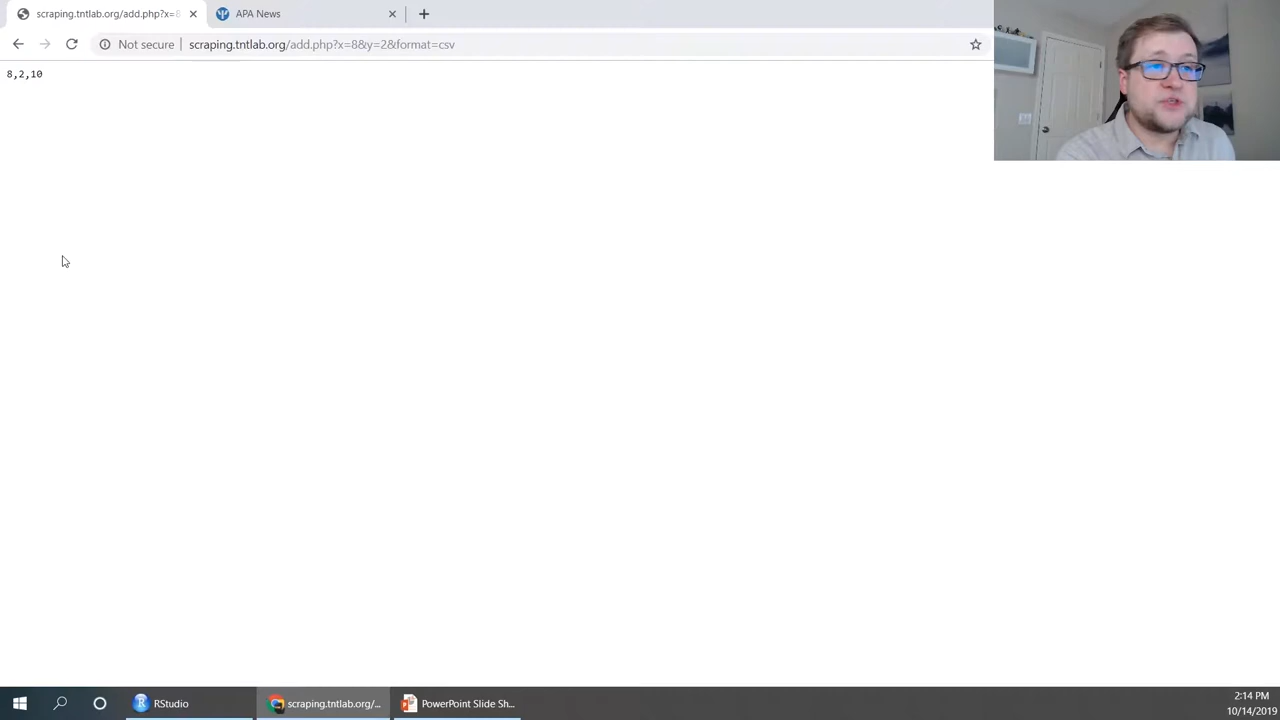 scraping.tntlab.org/add.php?x=8
APA News
Not secure
scraping.tntlab.org/add.php?x=8&y=2&format=csv
8,2,10
RStudio
scraping.tntlab.org/...
PowerPoint Slide Sh...
2:14 PM
10/14/2019